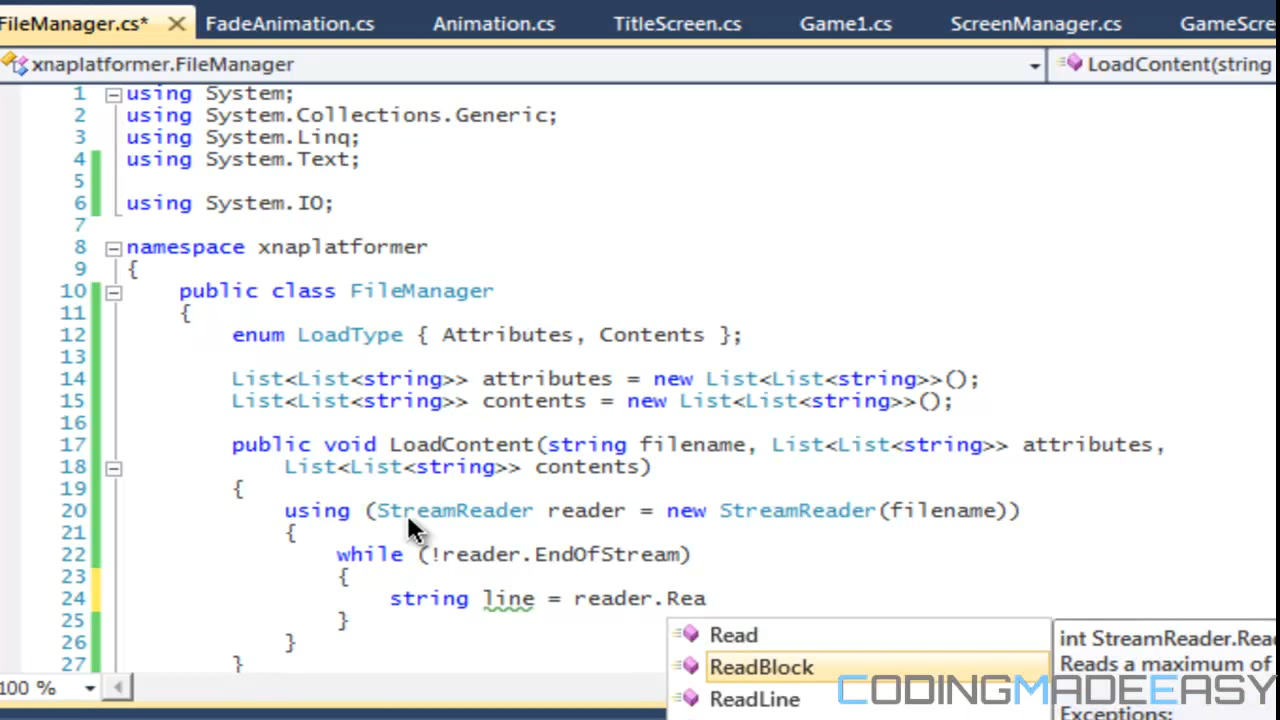 FileManager.cs* FadeAnimation.cs Animation.cs TitleScreen.cs Game1.cs ScreenManager.cs GameScre
xnaplatformer.FileManager LoadContent(string
1 using System;
2 using System.Collections.Generic;
3 using System.Linq;
4 using System.Text;
5
6 using System.IO;
7
8 namespace xnaplatformer
9 {
10 public class FileManager
11 {
12 enum LoadType { Attributes, Contents };
13
14 List<List<string>> attributes = new List<List<string>>();
15 List<List<string>> contents = new List<List<string>>();
16
17 public void LoadContent(string filename, List<List<string>> attributes,
18 List<List<string>> contents)
19 {
20 using (StreamReader reader = new StreamReader(filename))
21 {
22 while (!reader.EndOfStream)
23 {
24 string line = reader.Rea
25 }
26 }
27 }
Read
ReadBlock
ReadLine
int StreamReader.Rea
Reads a maximum of
Exceptions:
100 %
CODINGMADEEASY